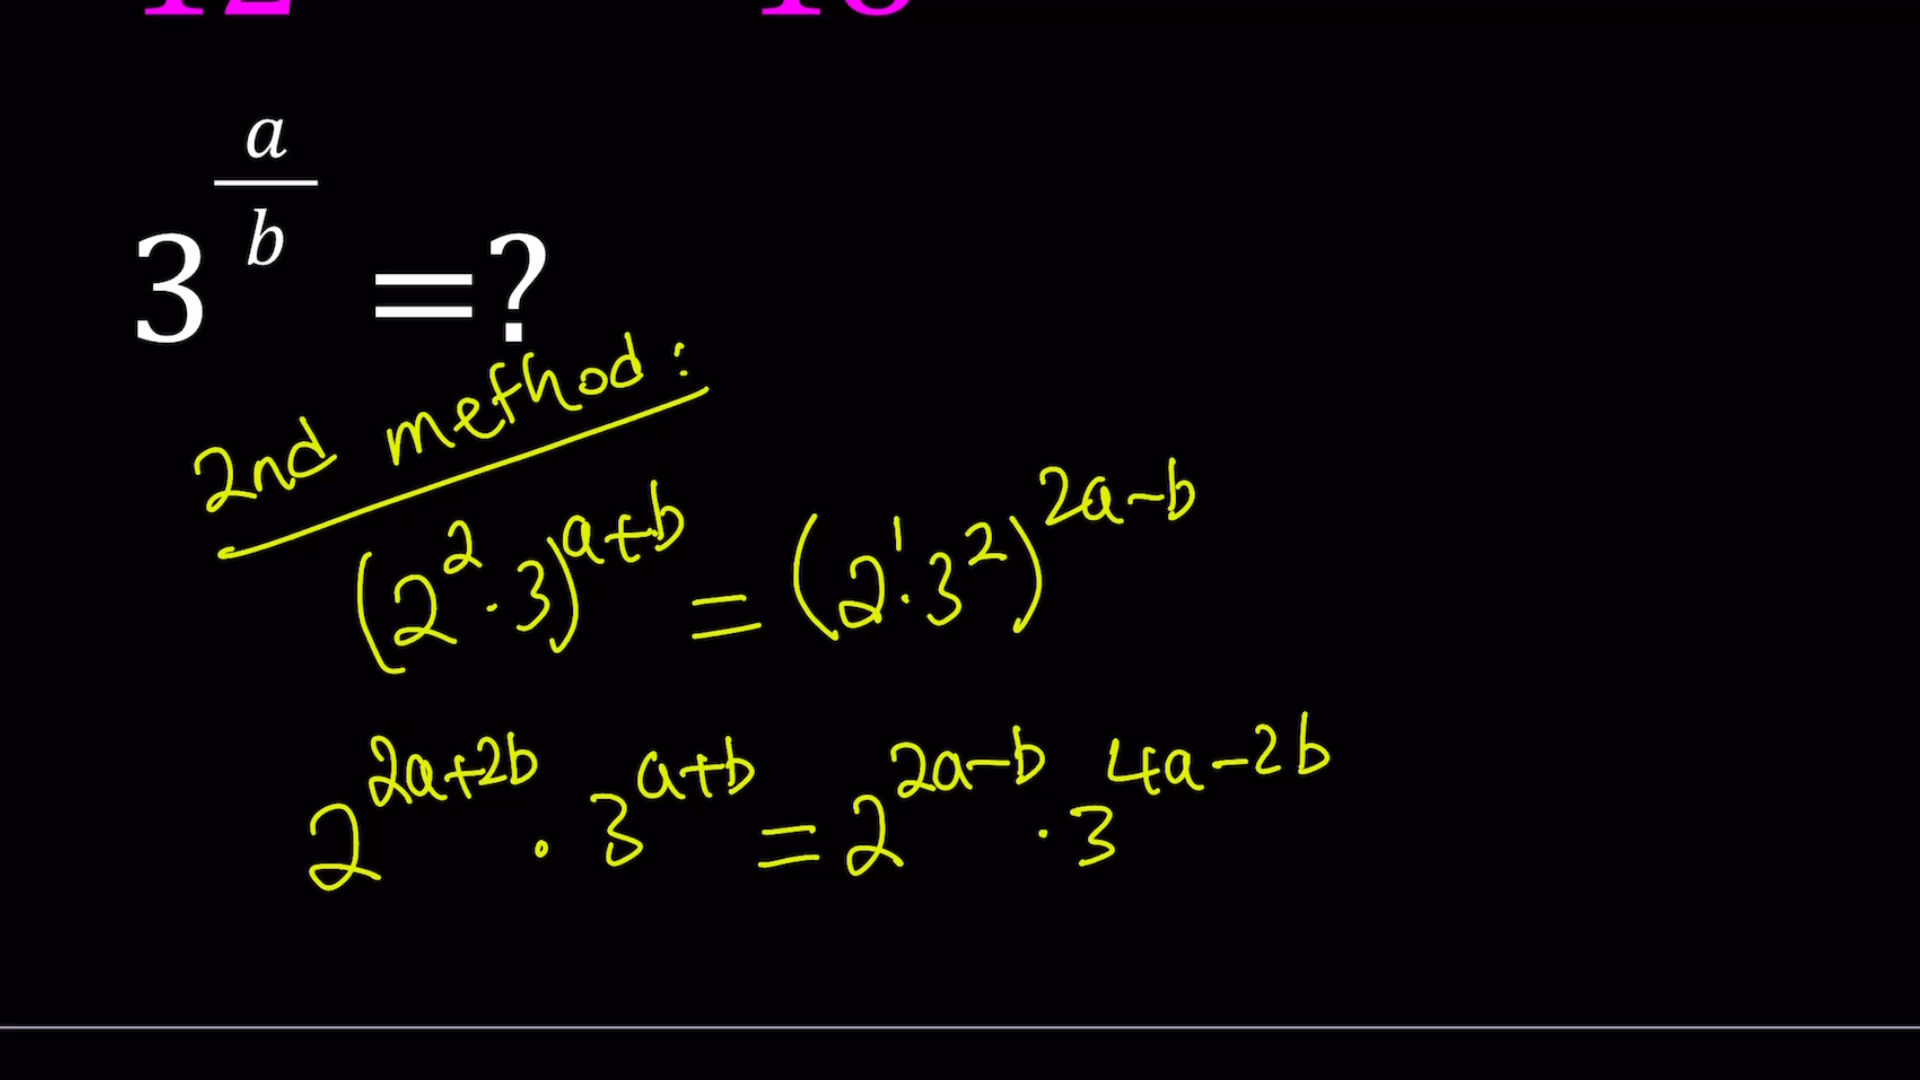 3^(a/b) =?
2nd method:
(2²·3)^(a+b) = (2¹·3²)^(2a-b)
2^(2a+2b) · 3^(a+b) = 2^(2a-b) · 3^(4a-2b)